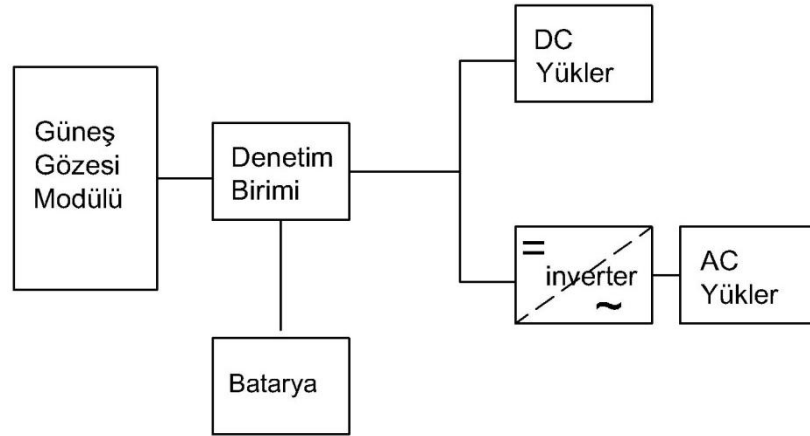 Güneş
Gözesi
Modülü
Denetim
Birimi
Batarya
DC
Yükler
=
inverter
~
AC
Yükler